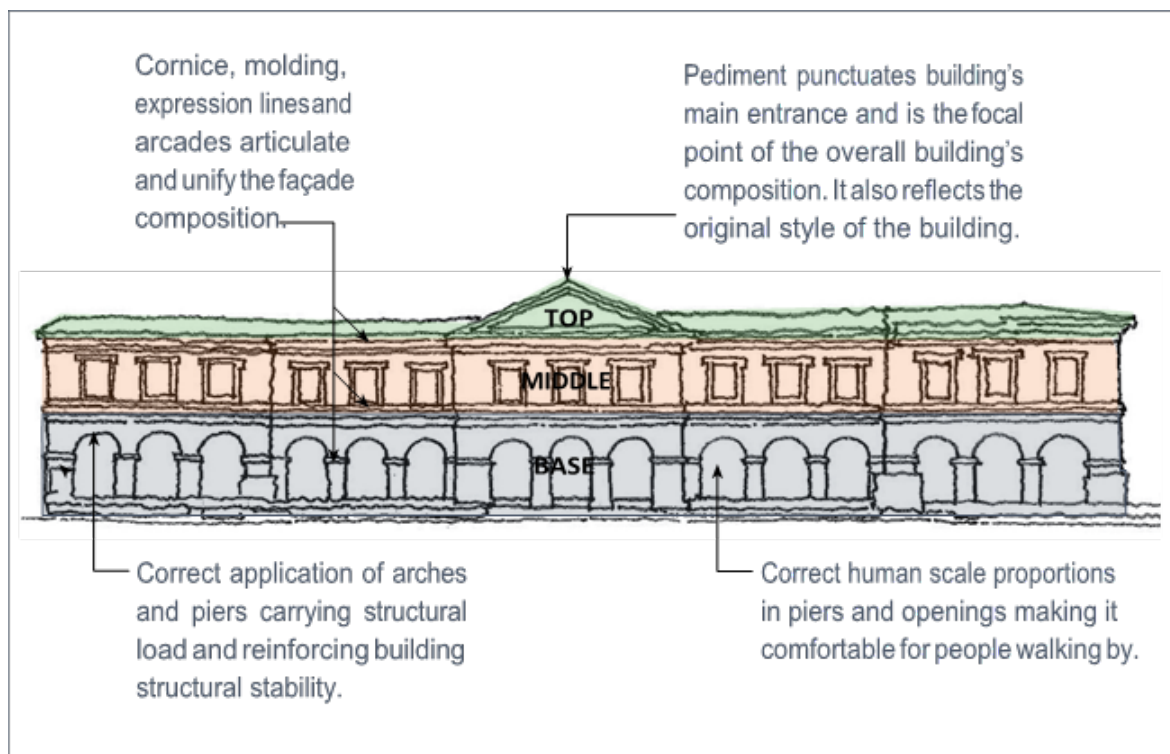 Cornice, molding,
expression lines and
arcades articulate
and unify the façade
composition.
Pediment punctuates building's
main entrance and is the focal
point of the overall building's
composition. It also reflects the
original style of the building.
TOP
MIDDLE
BASE
Correct application of arches
and piers carrying structural
load and reinforcing building
structural stability.
Correct human scale proportions
in piers and openings making it
comfortable for people walking by.